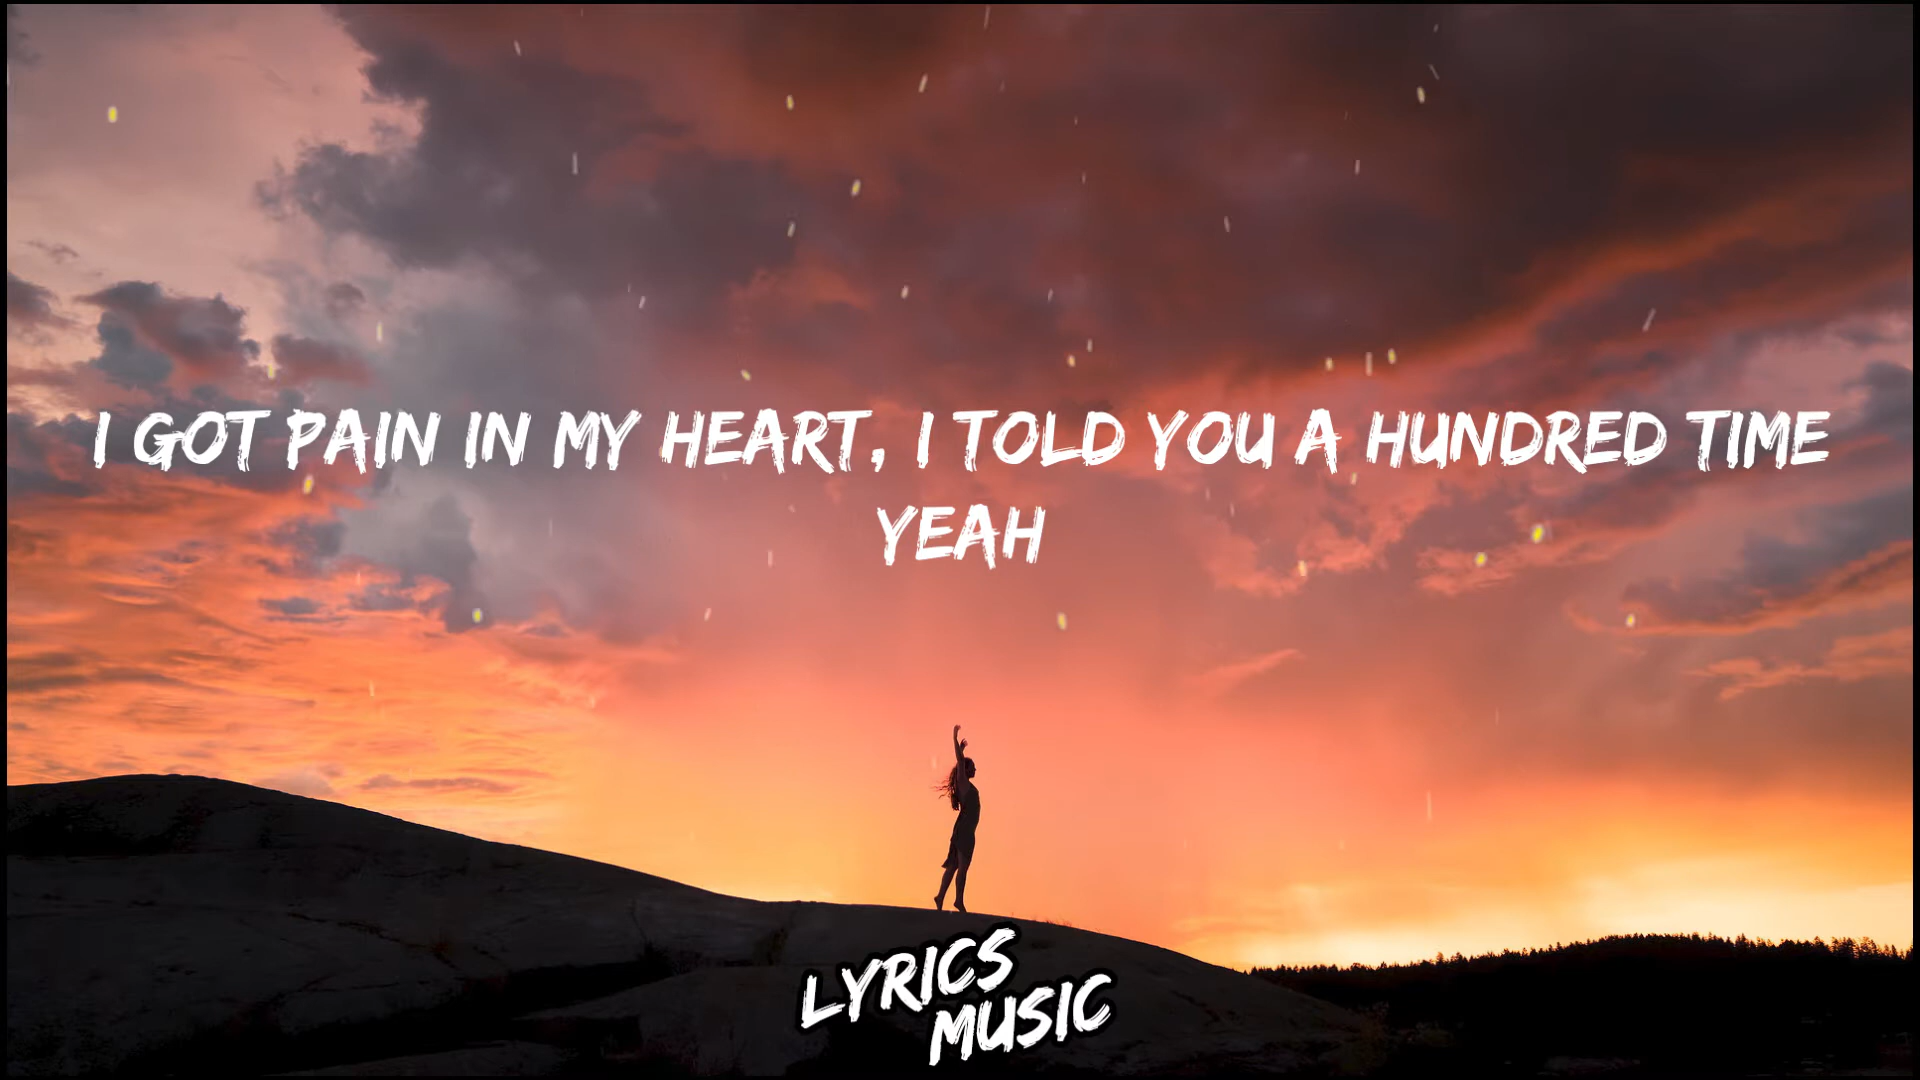 I GOT PAIN IN MY HEART, I TOLD YOU A HUNDRED TIME
YEAH
LYRICS
MUSIC